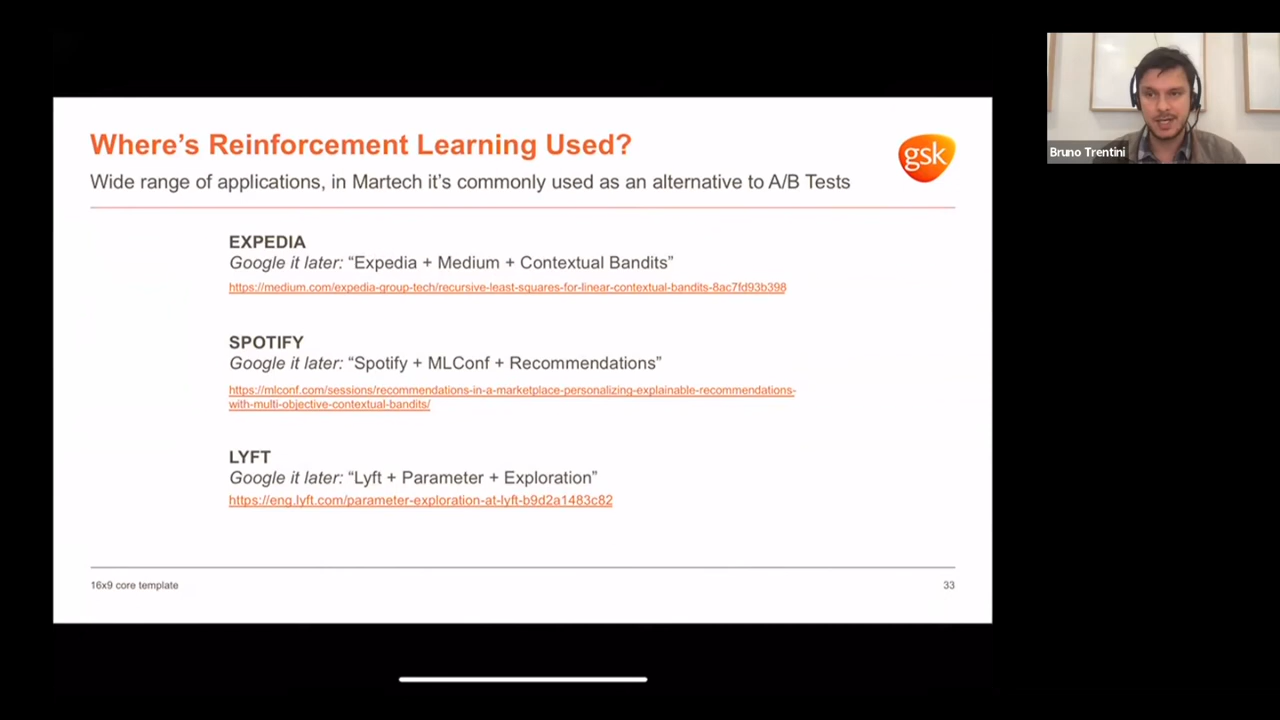 Where’s Reinforcement Learning Used?
gsk
Wide range of applications, in Martech it’s commonly used as an alternative to A/B Tests
EXPEDIA
Google it later: “Expedia + Medium + Contextual Bandits”
https://medium.com/expedia-group-tech/recursive-least-squares-for-linear-contextual-bandits-8ac7fd93b398
SPOTIFY
Google it later: “Spotify + MLConf + Recommendations”
https://mlconf.com/sessions/recommendations-in-a-marketplace-personalizing-explainable-recommendations-
with-multi-objective-contextual-bandits/
LYFT
Google it later: “Lyft + Parameter + Exploration”
https://eng.lyft.com/parameter-exploration-at-lyft-b9d2a1483c82
16x9 core template
33
Bruno Trentini